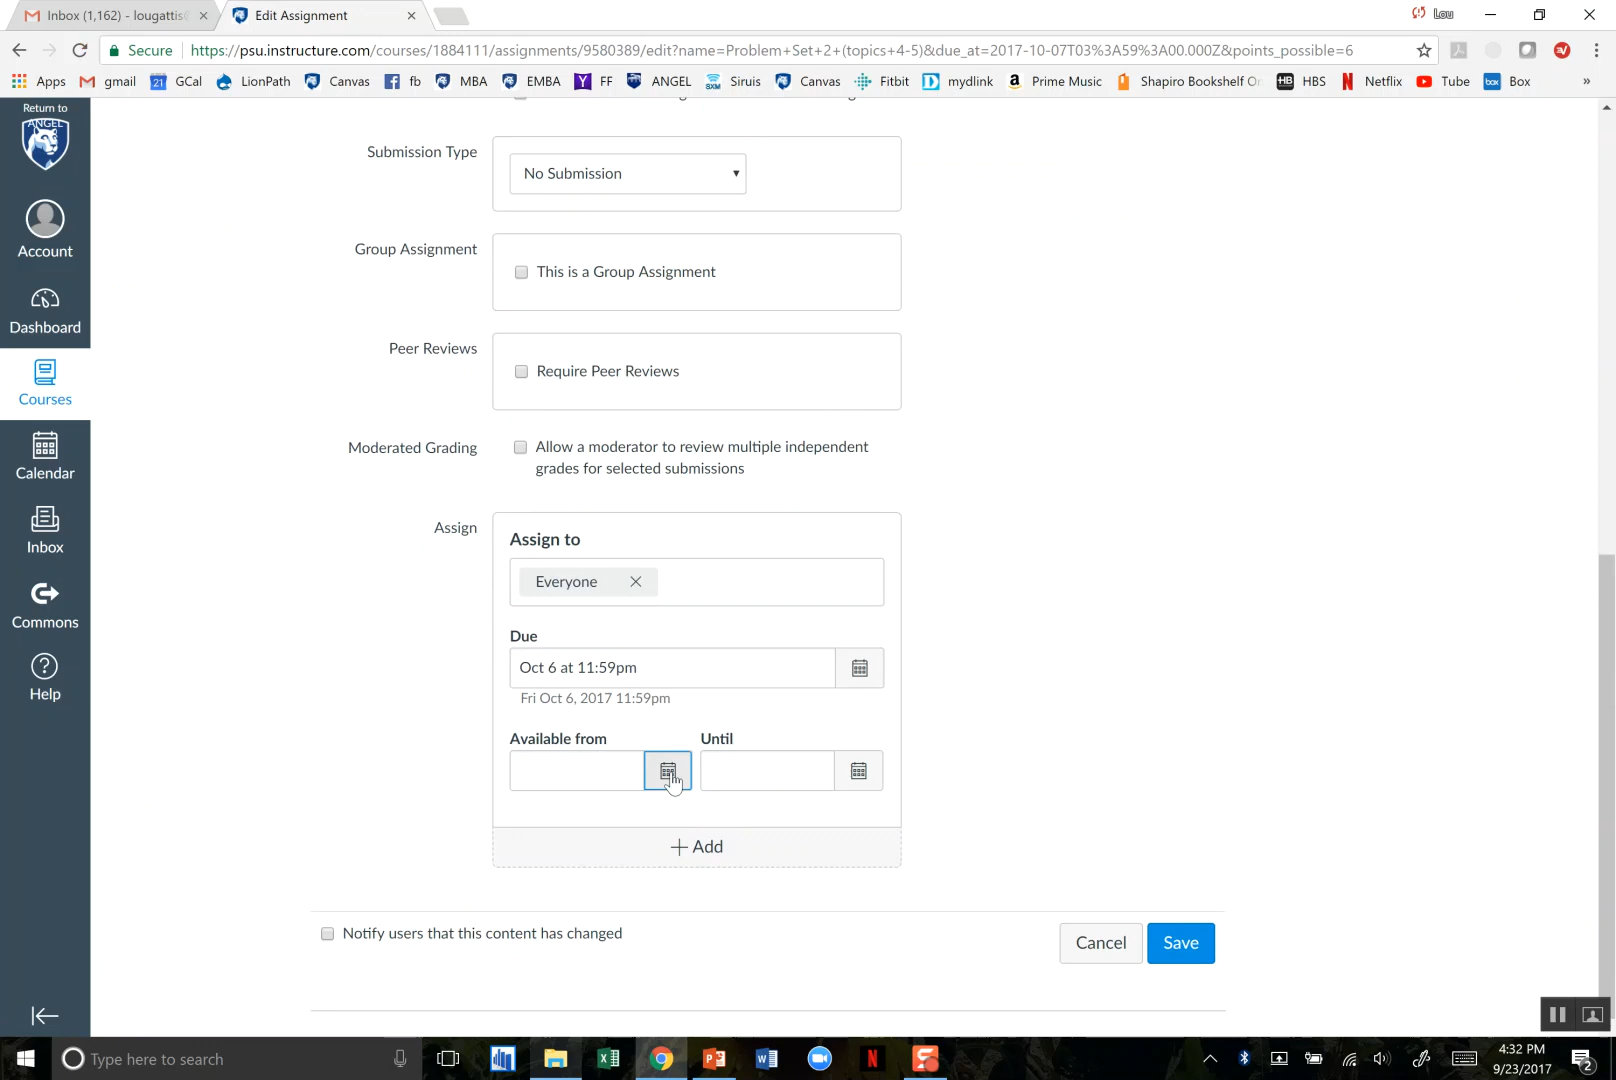 Inbox (1,162) - lougattis@
Edit Assignment
Lou
Secure
https://psu.instructure.com/courses/1884111/assignments/9580389/edit?name=Problem+Set+2+(topics+4-5)&due_at=2017-10-07T03%3A59%3A00.000Z&points_possible=6
Apps
gmail
21
GCal
LionPath
Canvas
fb
MBA
EMBA
FF
ANGEL
SXM
Siruis
Canvas
Fitbit
mydlink
Prime Music
Shapiro Bookshelf On
HB
HBS
Netflix
Tube
box
Box
»
Return to
ANGEL
Account
Dashboard
Courses
Calendar
Inbox
Commons
Help
Submission Type
No Submission
Group Assignment
This is a Group Assignment
Peer Reviews
Require Peer Reviews
Moderated Grading
Allow a moderator to review multiple independent
grades for selected submissions
Assign
Assign to
Everyone
Due
Oct 6 at 11:59pm
Fri Oct 6, 2017 11:59pm
Available from
Until
+ Add
Notify users that this content has changed
Cancel
Save
Type here to search
4:32 PM
9/23/2017
2